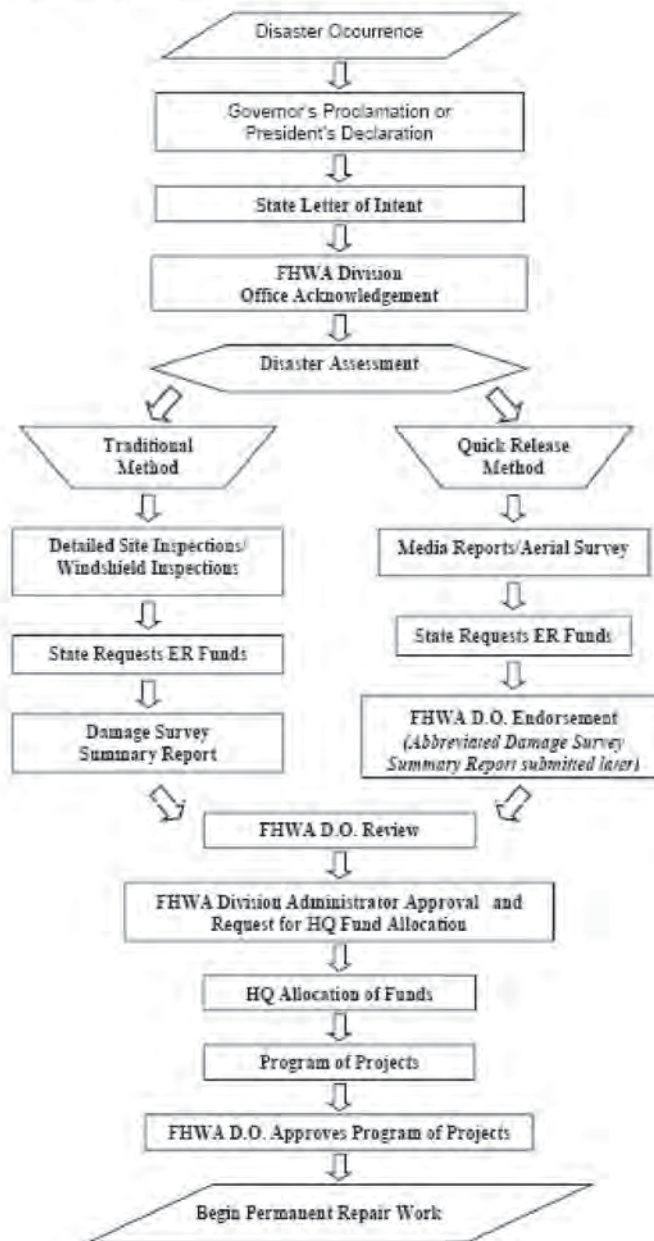 Disaster Occurrence
Governor's Proclamation or
President's Declaration
State Letter of Intent
FHWA Division
Office Acknowledgement
Disaster Assessment
Traditional
Method
Detailed Site Inspections/
Windshield Inspections
State Requests ER Funds
Damage Survey
Summary Report
Quick Release
Method
Media Reports/Aerial Survey
State Requests ER Funds
FHWA D.O. Endorsement
(Abbreviated Damage Survey
Summary Report submitted later)
FHWA D.O. Review
FHWA Division Administrator Approval and
Request for HQ Fund Allocation
HQ Allocation of Funds
Program of Projects
FHWA D.O. Approves Program of Projects
Begin Permanent Repair Work